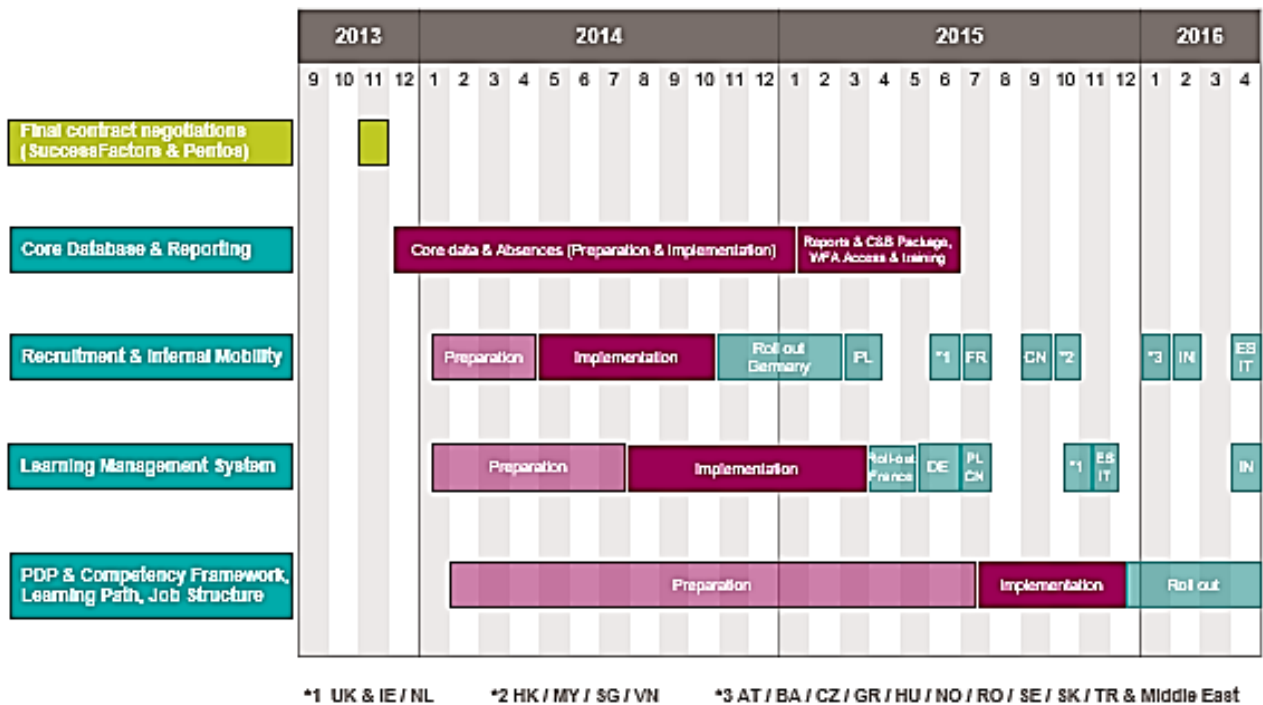 2013 2014 2015 2016
9 10 11 12 1 2 3 4 5 6 7 8 9 10 11 12 1 2 3 4 5 6 7 8 9 10 11 12 1 2 3 4
Final contract negotiations
(SuccessFactors & Pentos)
Core Database & Reporting
Core data & Absences (Preparation & Implementation)
Reports & C&B Package,
WFA Access & training
Recruitment & Internal Mobility
Preparation
Implementation
Roll out
Germany
PL
*1
FR
CN
*2
*3
IN
ES
IT
Learning Management System
Preparation
Implementation
Roll-out
France
DE
PL
CN
*1
ES
IT
IN
PDP & Competency Framework,
Learning Path, Job Structure
Preparation
Implementation
Roll out
*1 UK & IE / NL
*2 HK / MY / SG / VN
*3 AT / BA / CZ / GR / HU / NO / RO / SE / SK / TR & Middle East